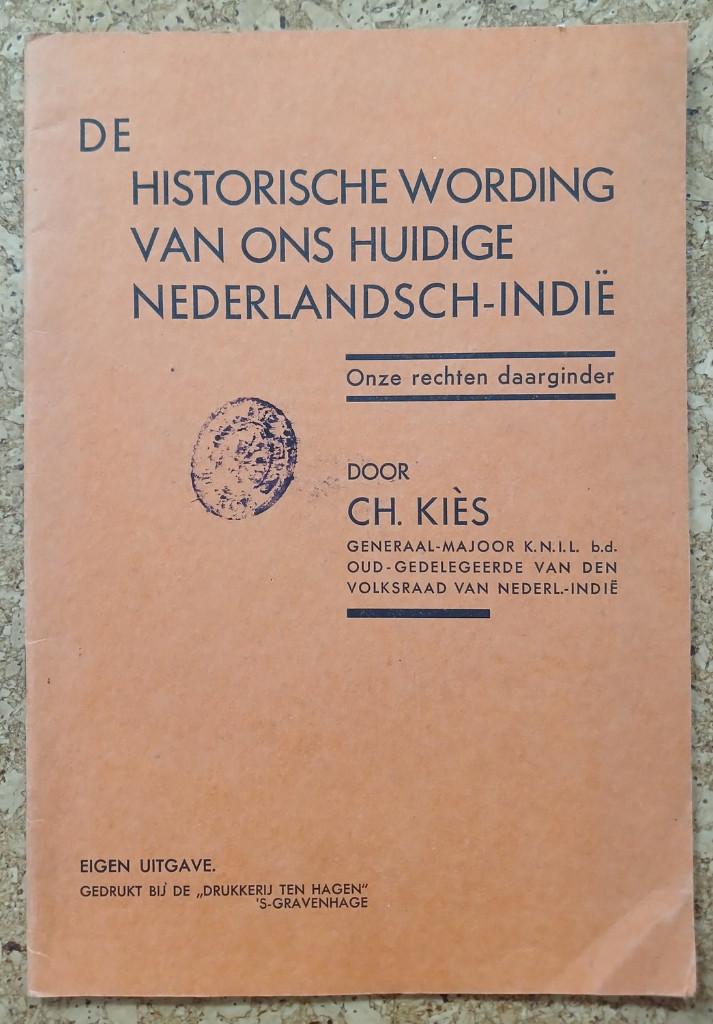 DE
HISTORISCHE WORDING
VAN ONS HUIDIGE
NEDERLANDSCH-INDIË
Onze rechten daarginder
DOOR
CH. KIÈS
GENERAAL-MAJOOR K.N.I.L. b.d.
OUD-GEDELEGEERDE VAN DEN
VOLKSRAAD VAN NEDERL.-INDIË
EIGEN UITGAVE.
GEDRUKT BIJ DE „DRUKKERIJ TEN HAGEN"
'S-GRAVENHAGE